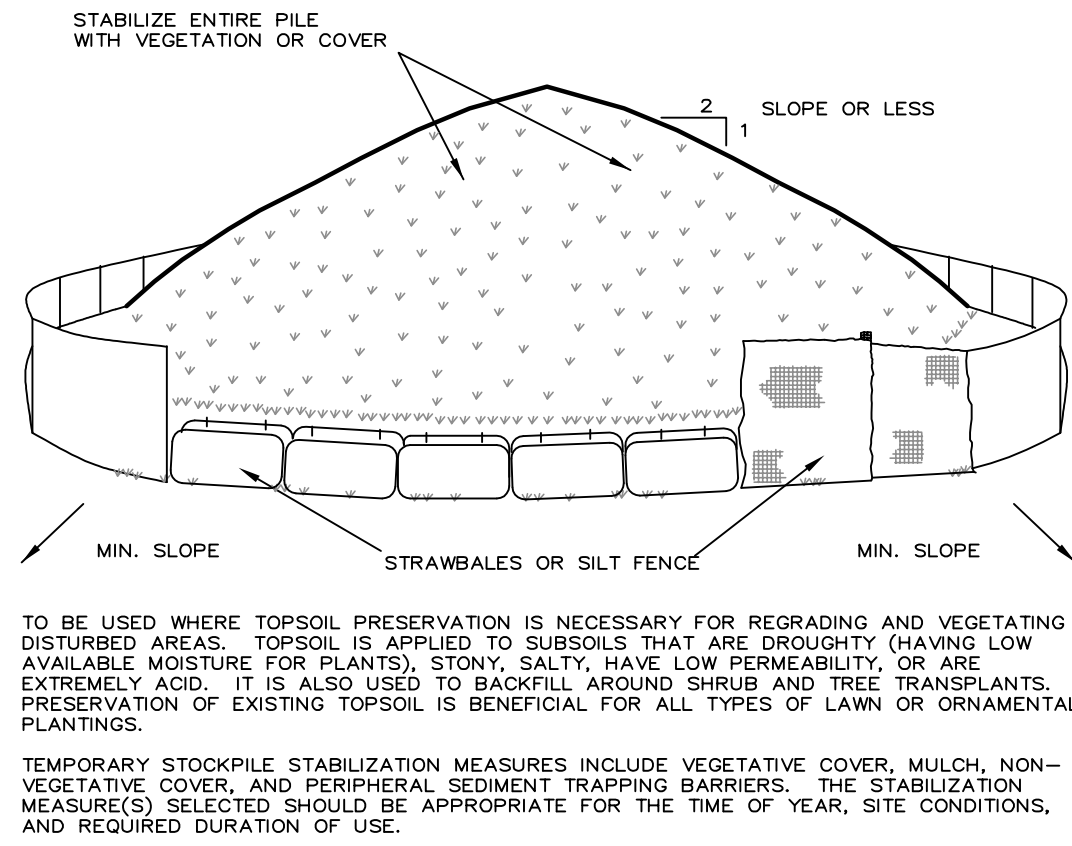 STABILIZE ENTIRE PILE
WITH VEGETATION OR COVER
2
1
SLOPE OR LESS
MIN. SLOPE
STRAWBALES OR SILT FENCE
MIN. SLOPE
TO BE USED WHERE TOPSOIL PRESERVATION IS NECESSARY FOR REGRADING AND VEGETATING
DISTURBED AREAS. TOPSOIL IS APPLIED TO SUBSOILS THAT ARE DROUGHTY (HAVING LOW
AVAILABLE MOISTURE FOR PLANTS), STONY, SALTY, HAVE LOW PERMEABILITY, OR ARE
EXTREMELY ACID. IT IS ALSO USED TO BACKFILL AROUND SHRUB AND TREE TRANSPLANTS.
PRESERVATION OF EXISTING TOPSOIL IS BENEFICIAL FOR ALL TYPES OF LAWN OR ORNAMENTAL
PLANTINGS.
TEMPORARY STOCKPILE STABILIZATION MEASURES INCLUDE VEGETATIVE COVER, MULCH, NON–
VEGETATIVE COVER, AND PERIPHERAL SEDIMENT TRAPPING BARRIERS. THE STABILIZATION
MEASURE(S) SELECTED SHOULD BE APPROPRIATE FOR THE TIME OF YEAR, SITE CONDITIONS,
AND REQUIRED DURATION OF USE.